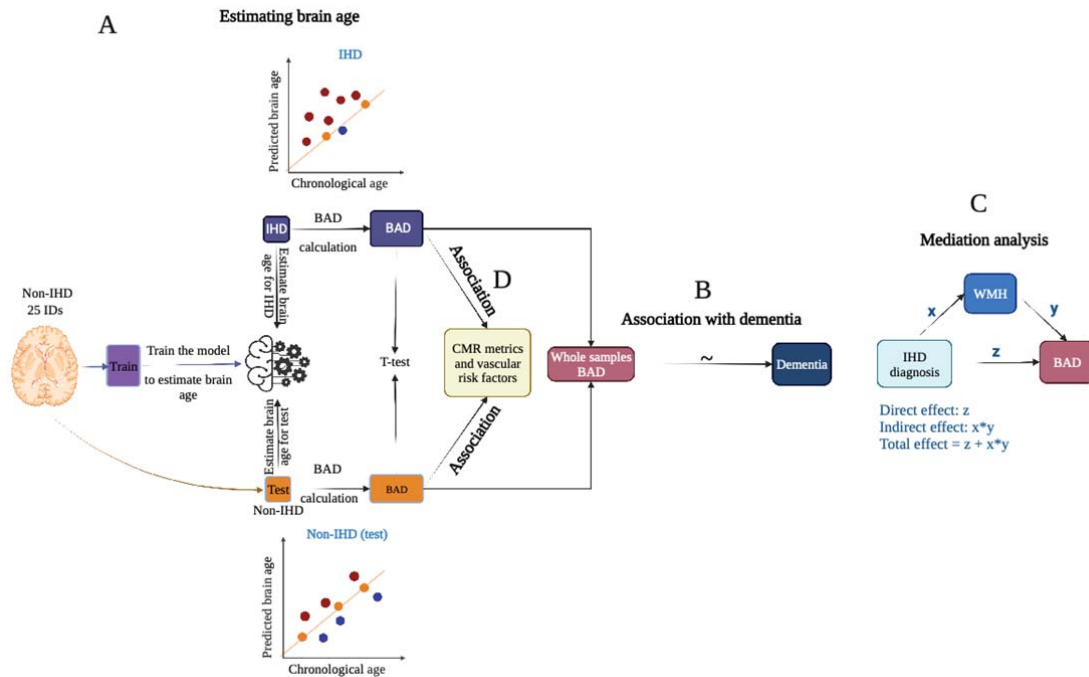 A
Estimating brain age
IHD
Predicted brain age
Chronological age
IHD
BAD
calculation
BAD
Estimate brain
age for IHD
Association
D
Non-IHD
25 IDs
Train
Train the model
to estimate brain
age
T-test
CMR metrics
and vascular
risk factors
Whole samples
BAD
B
Association with dementia
~
Dementia
Estimate brain
age for test
Association
Test
Non-IHD
BAD
calculation
BAD
Non-IHD (test)
Predicted brain age
Chronological age
C
Mediation analysis
WMH
x
y
z
IHD
diagnosis
BAD
Direct effect: z
Indirect effect: x*y
Total effect = z + x*y